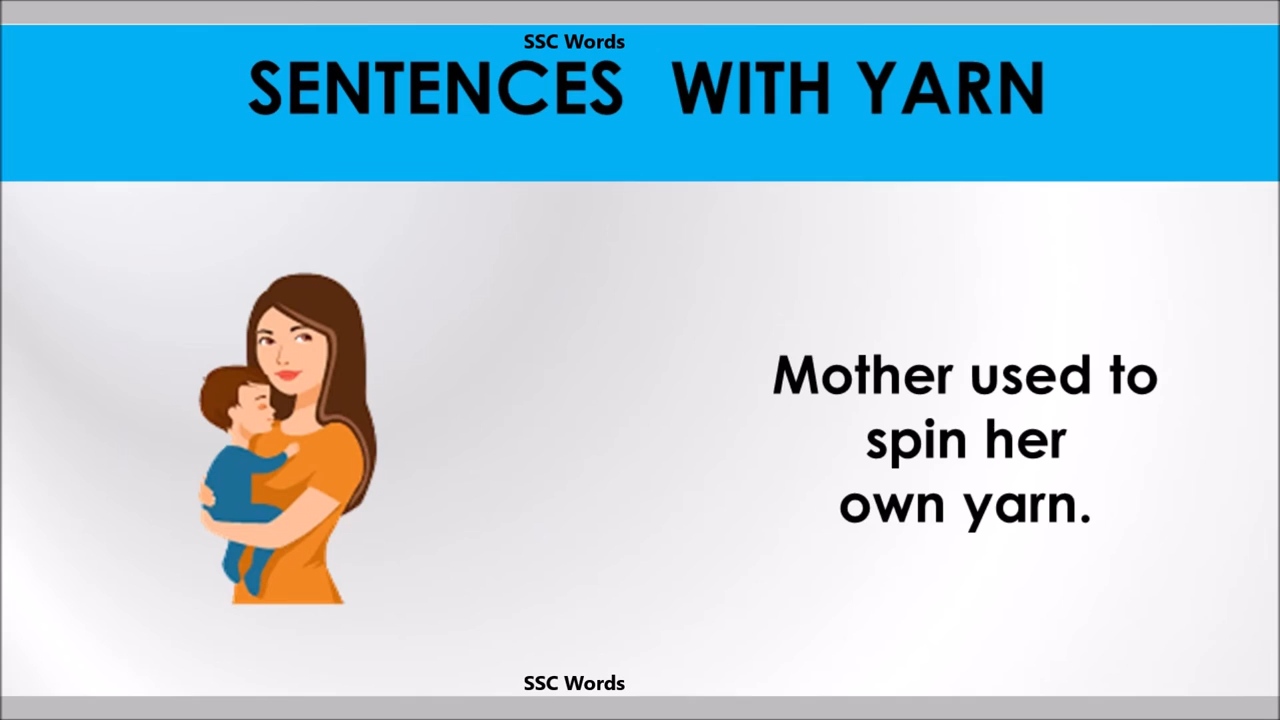 SSC Words
SENTENCES WITH YARN
Mother used to
spin her
own yarn.
SSC Words